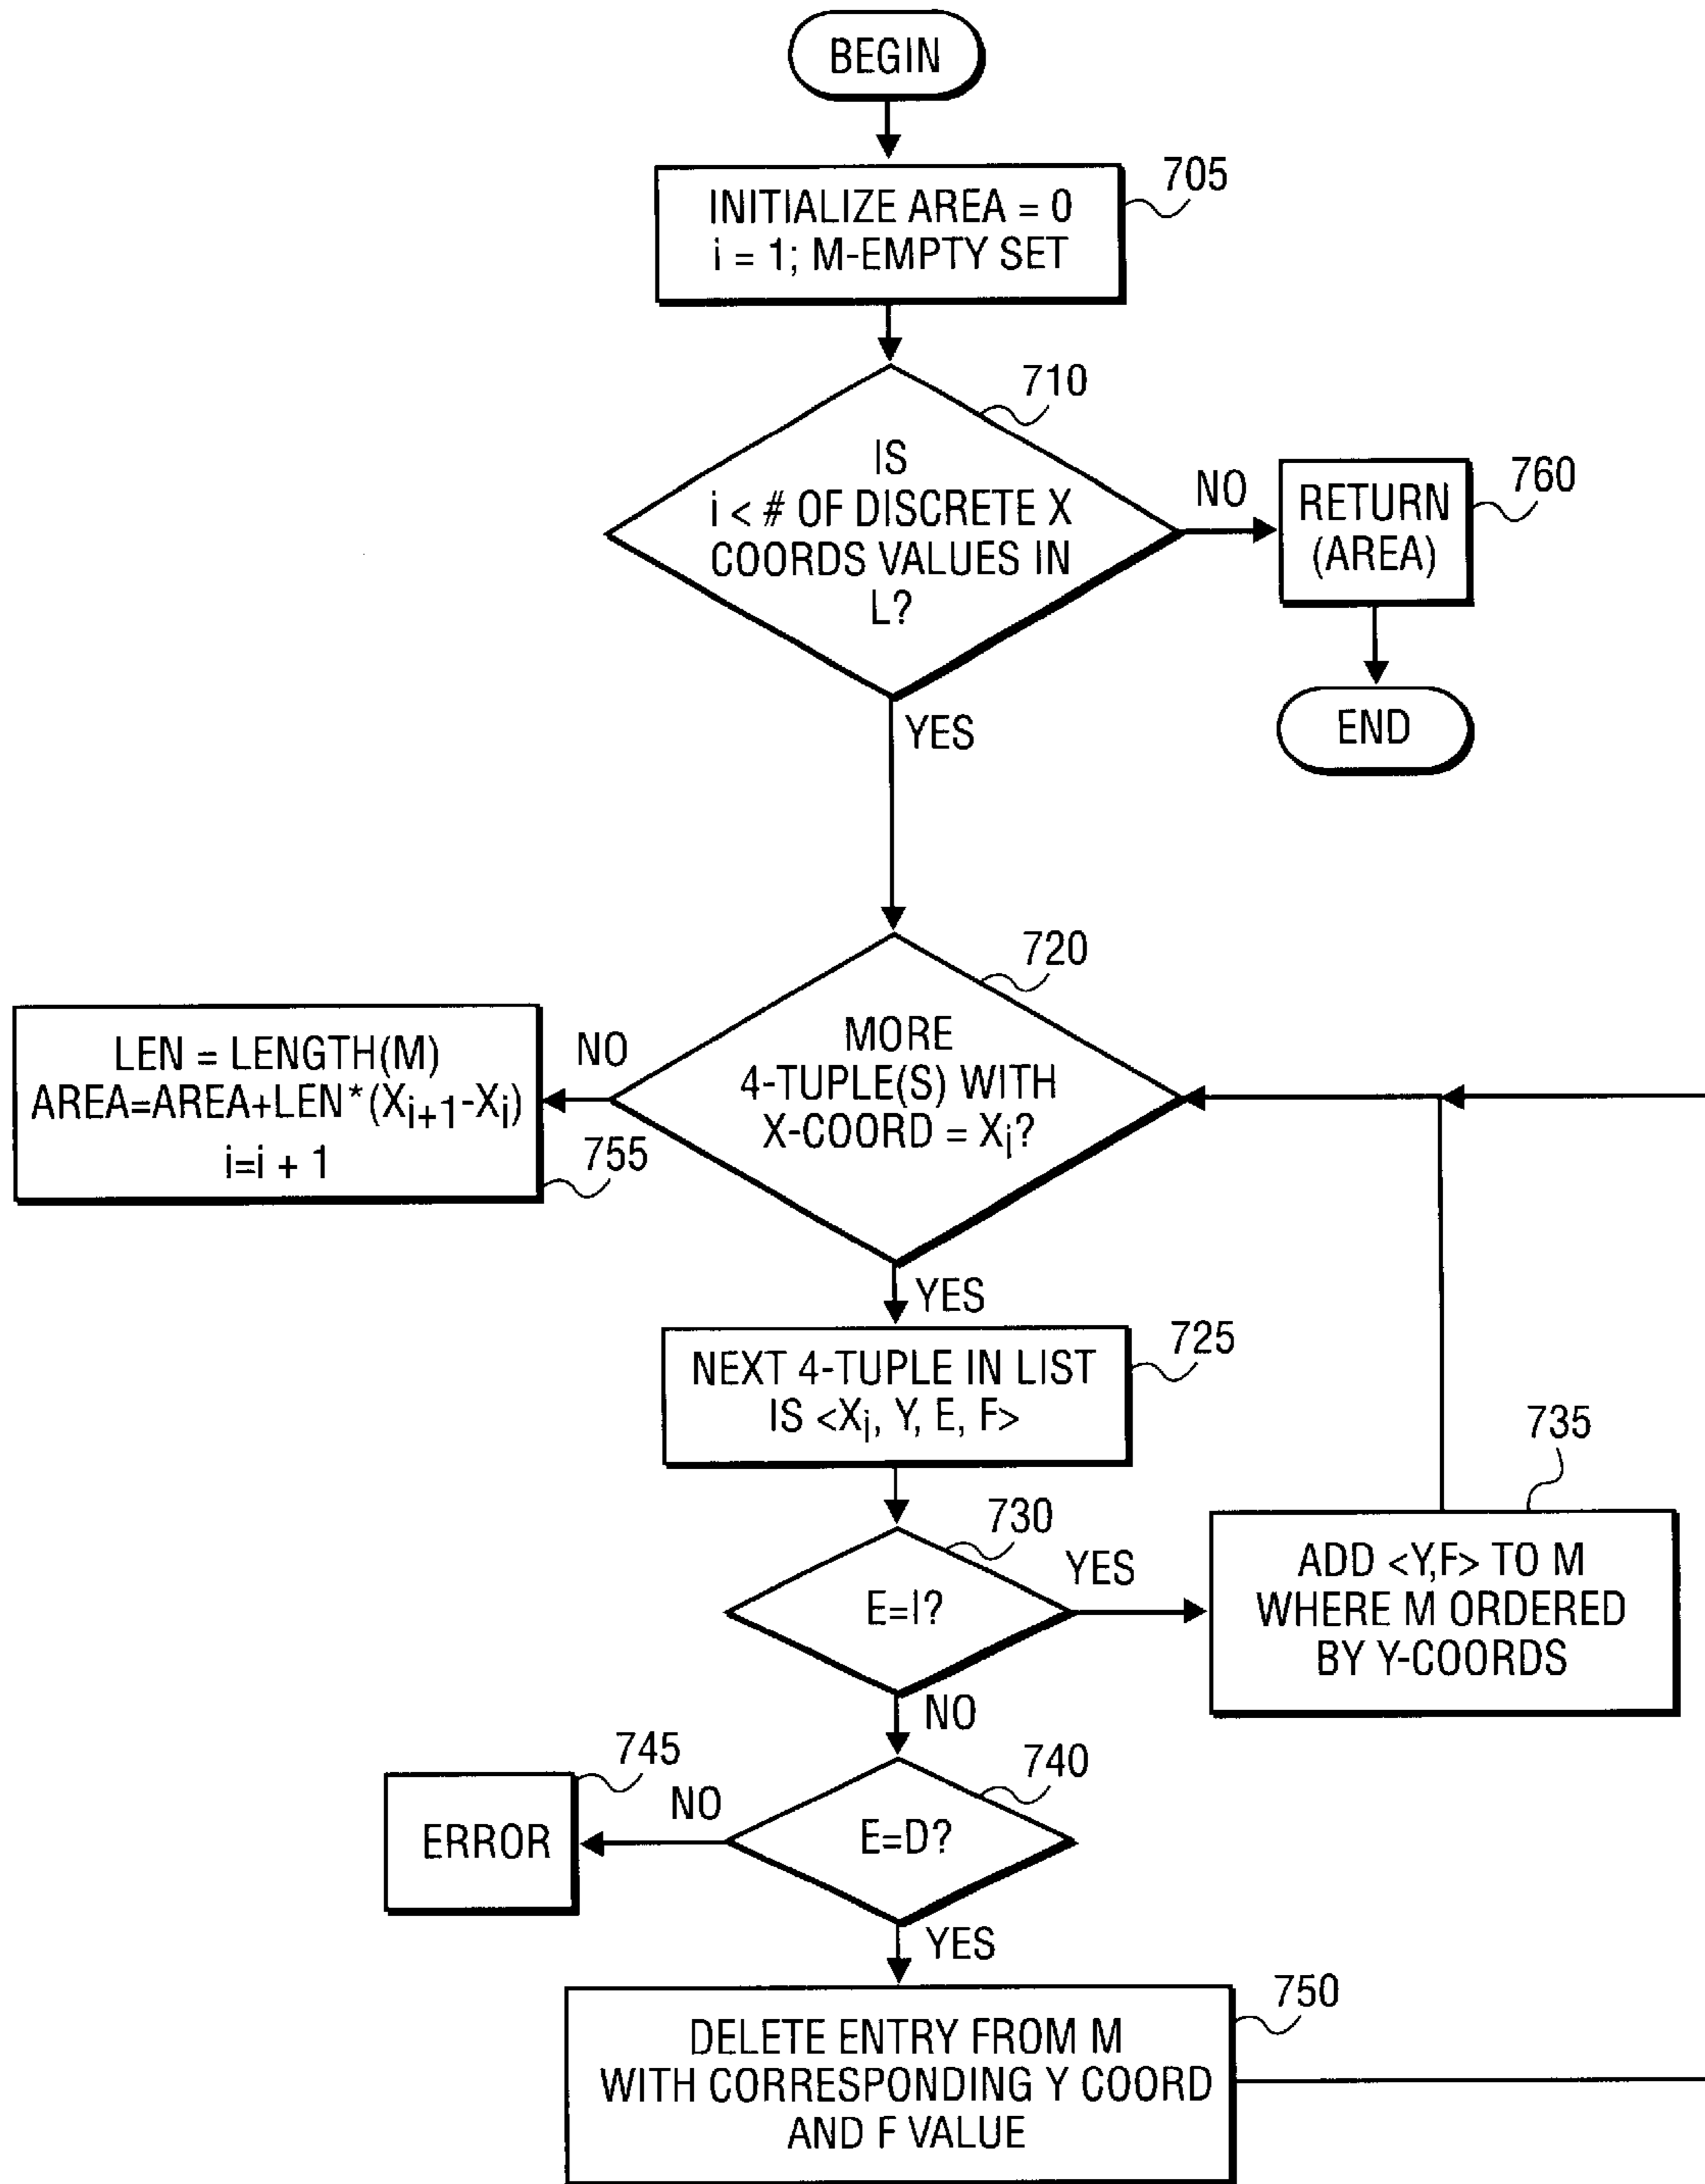 BEGIN
705
INITIALIZE AREA = 0
i = 1; M-EMPTY SET
710
IS
i < # OF DISCRETE X
COORDS VALUES IN
L?
NO
760
RETURN
(AREA)
YES
END
720
MORE
4-TUPLE(S) WITH
X-COORD = Xi?
NO
LEN = LENGTH(M)
AREA=AREA+LEN*(Xi+1-Xi)
i=i + 1
755
YES
725
NEXT 4-TUPLE IN LIST
IS <Xi, Y, E, F>
730
E=I?
YES
735
ADD <Y,F> TO M
WHERE M ORDERED
BY Y-COORDS
NO
740
E=D?
NO
745
ERROR
YES
750
DELETE ENTRY FROM M
WITH CORRESPONDING Y COORD
AND F VALUE